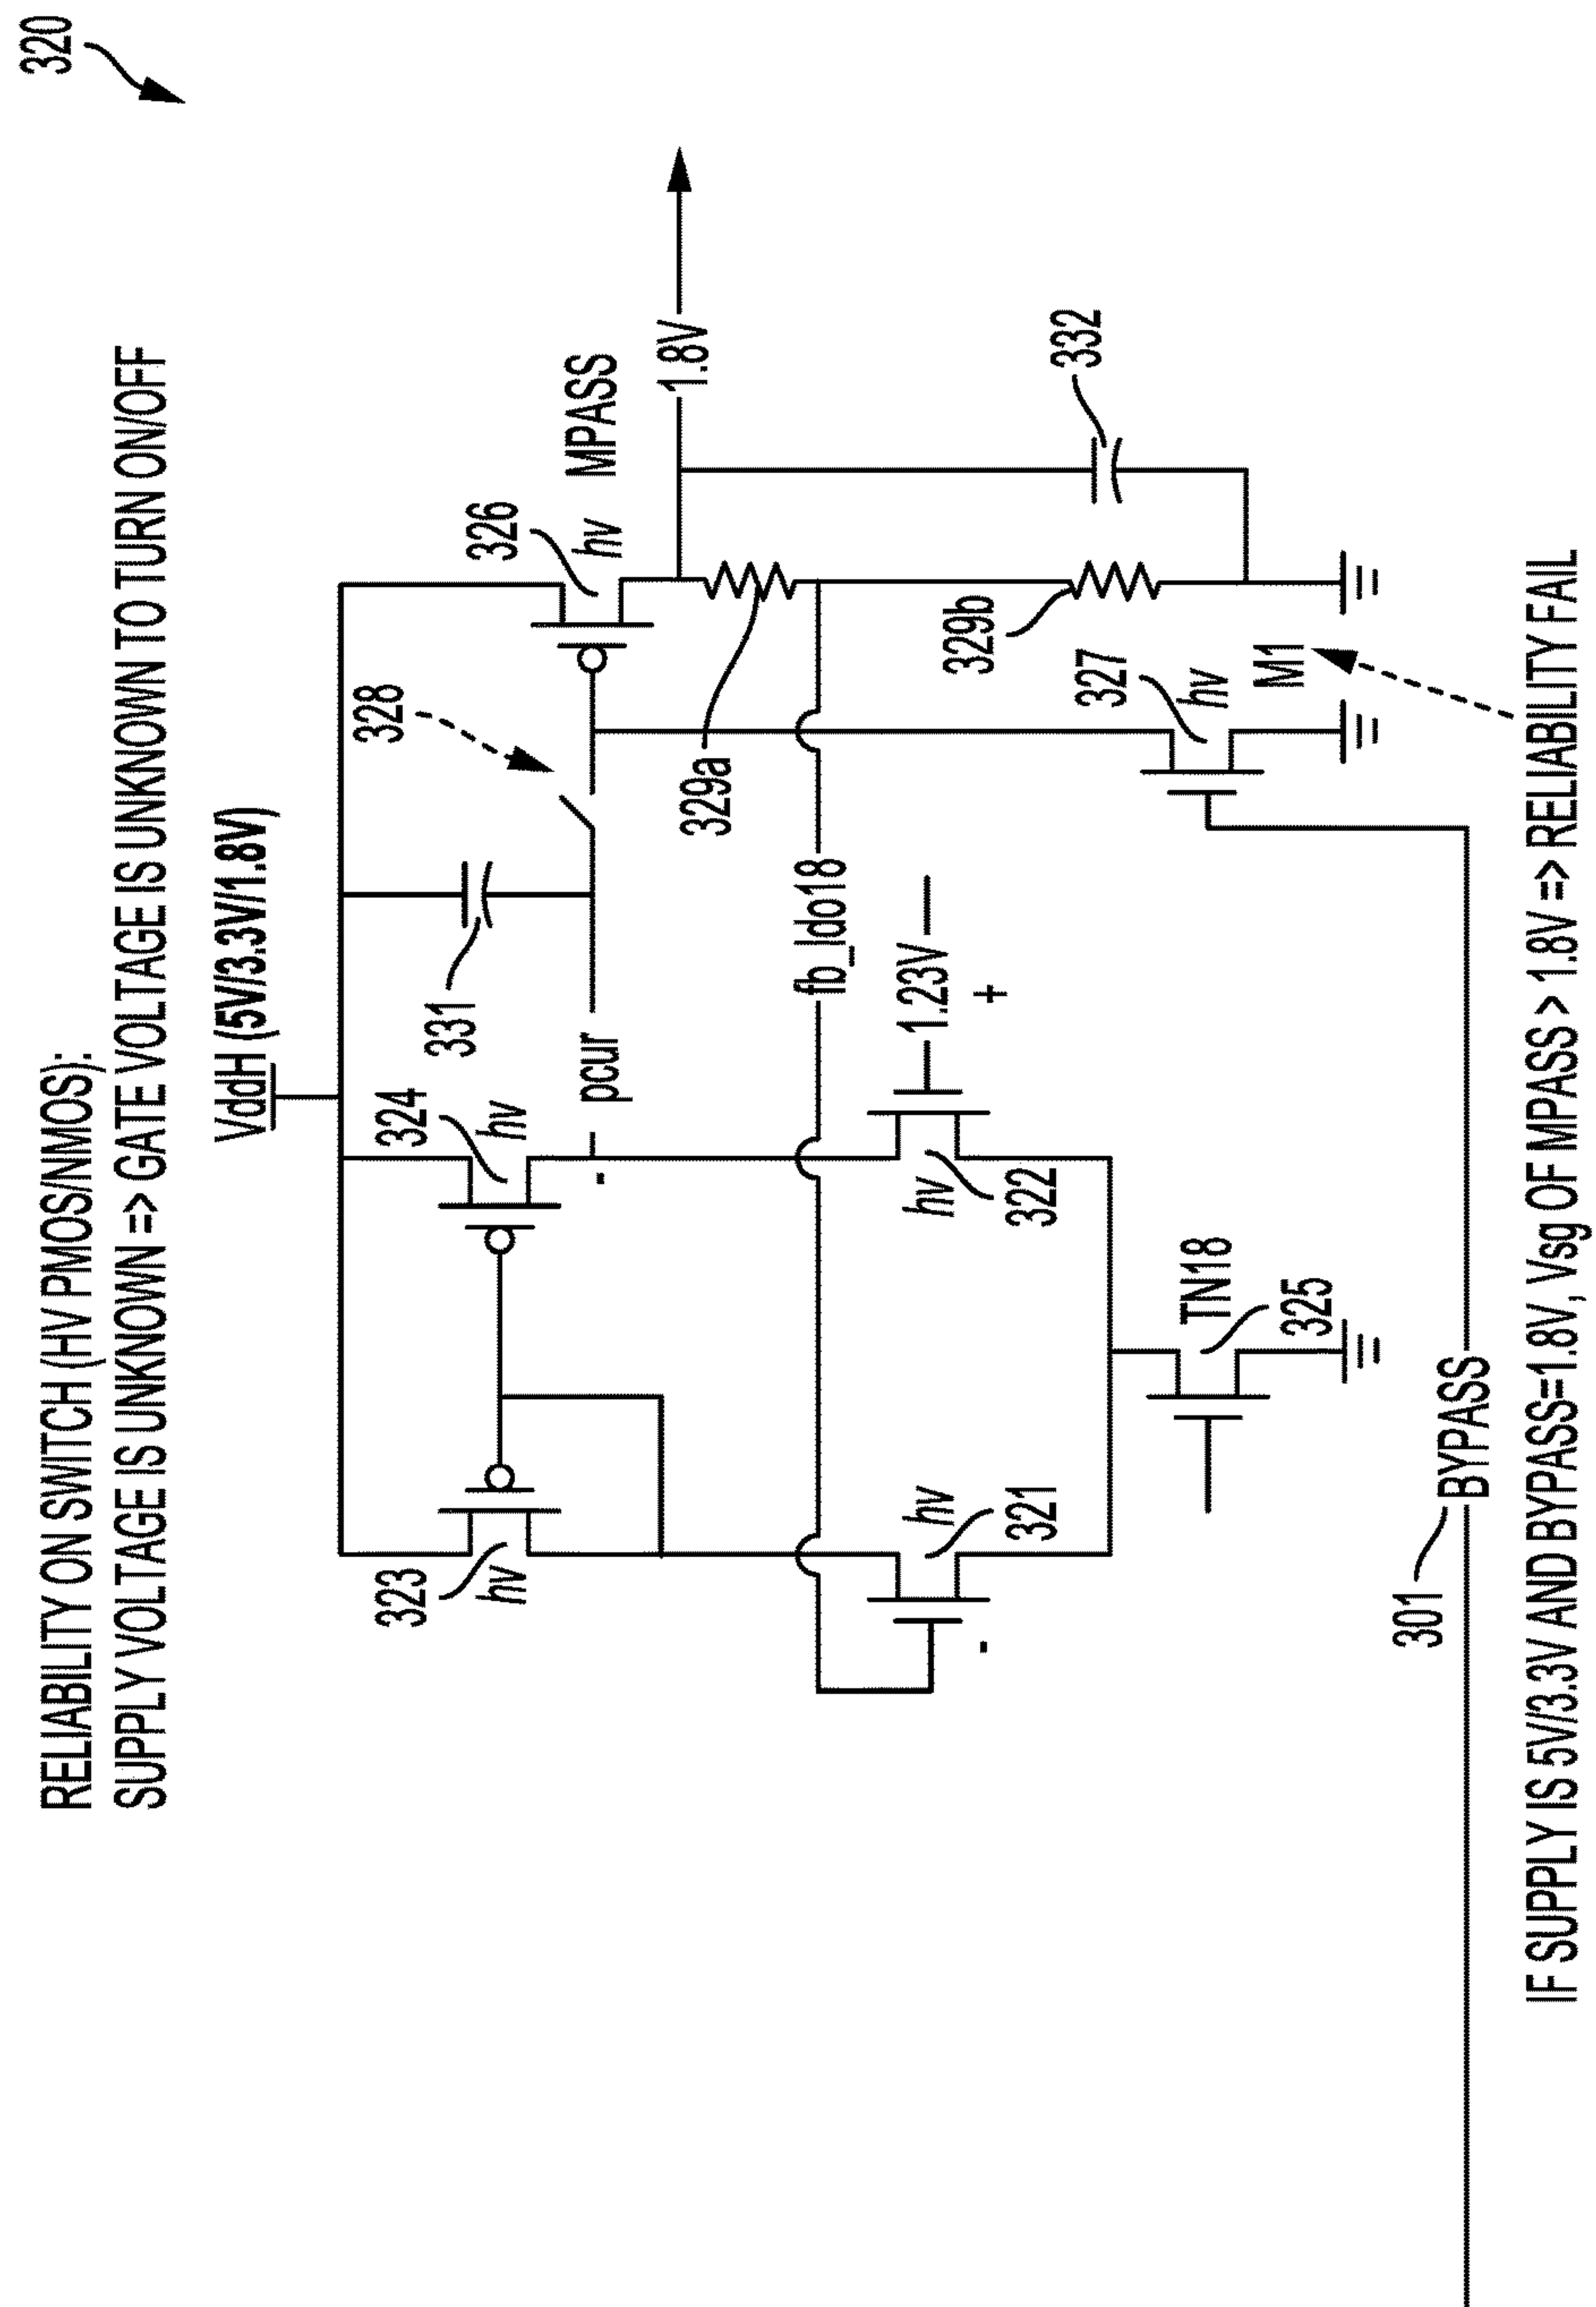 320
RELIABILITY ON SWITCH (HV PMOS/NMOS):
SUPPLY VOLTAGE IS UNKNOWN => GATE VOLTAGE IS UNKNOWN TO TURN ON/OFF
VddH (5V/3.3V/1.8V)
323
hv
324
hv
331
328
326
hv
MPASS
- pcur
1.8V
329a
fb_ldo18
321
hv
-
322
hv
1.23V
+
329b
332
327
hv
M1
TN18
325
301
BYPASS
IF SUPPLY IS 5V/3.3V AND BYPASS=1.8V, Vsg OF MPASS > 1.8V => RELIABILITY FAIL